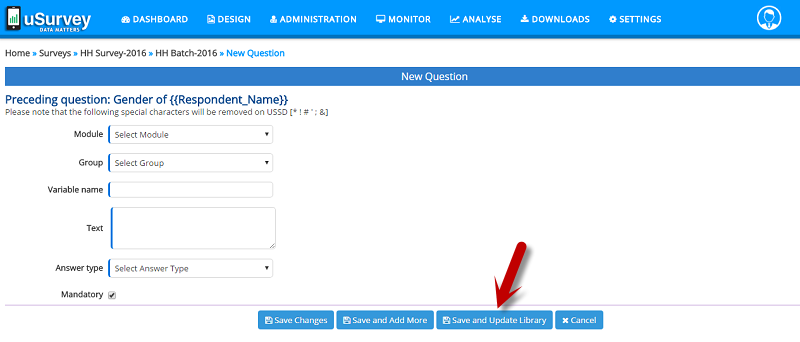 uSurvey
DATA MATTERS
DASHBOARD DESIGN ADMINISTRATION MONITOR ANALYSE DOWNLOADS SETTINGS
Home » Surveys » HH Survey-2016 » HH Batch-2016 » New Question
New Question
Preceding question: Gender of {{Respondent_Name}}
Please note that the following special characters will be removed on USSD [* ! # ' ; &]
Module Select Module
Group Select Group
Variable name
Text
Answer type Select Answer Type
Mandatory
Save Changes Save and Add More Save and Update Library Cancel